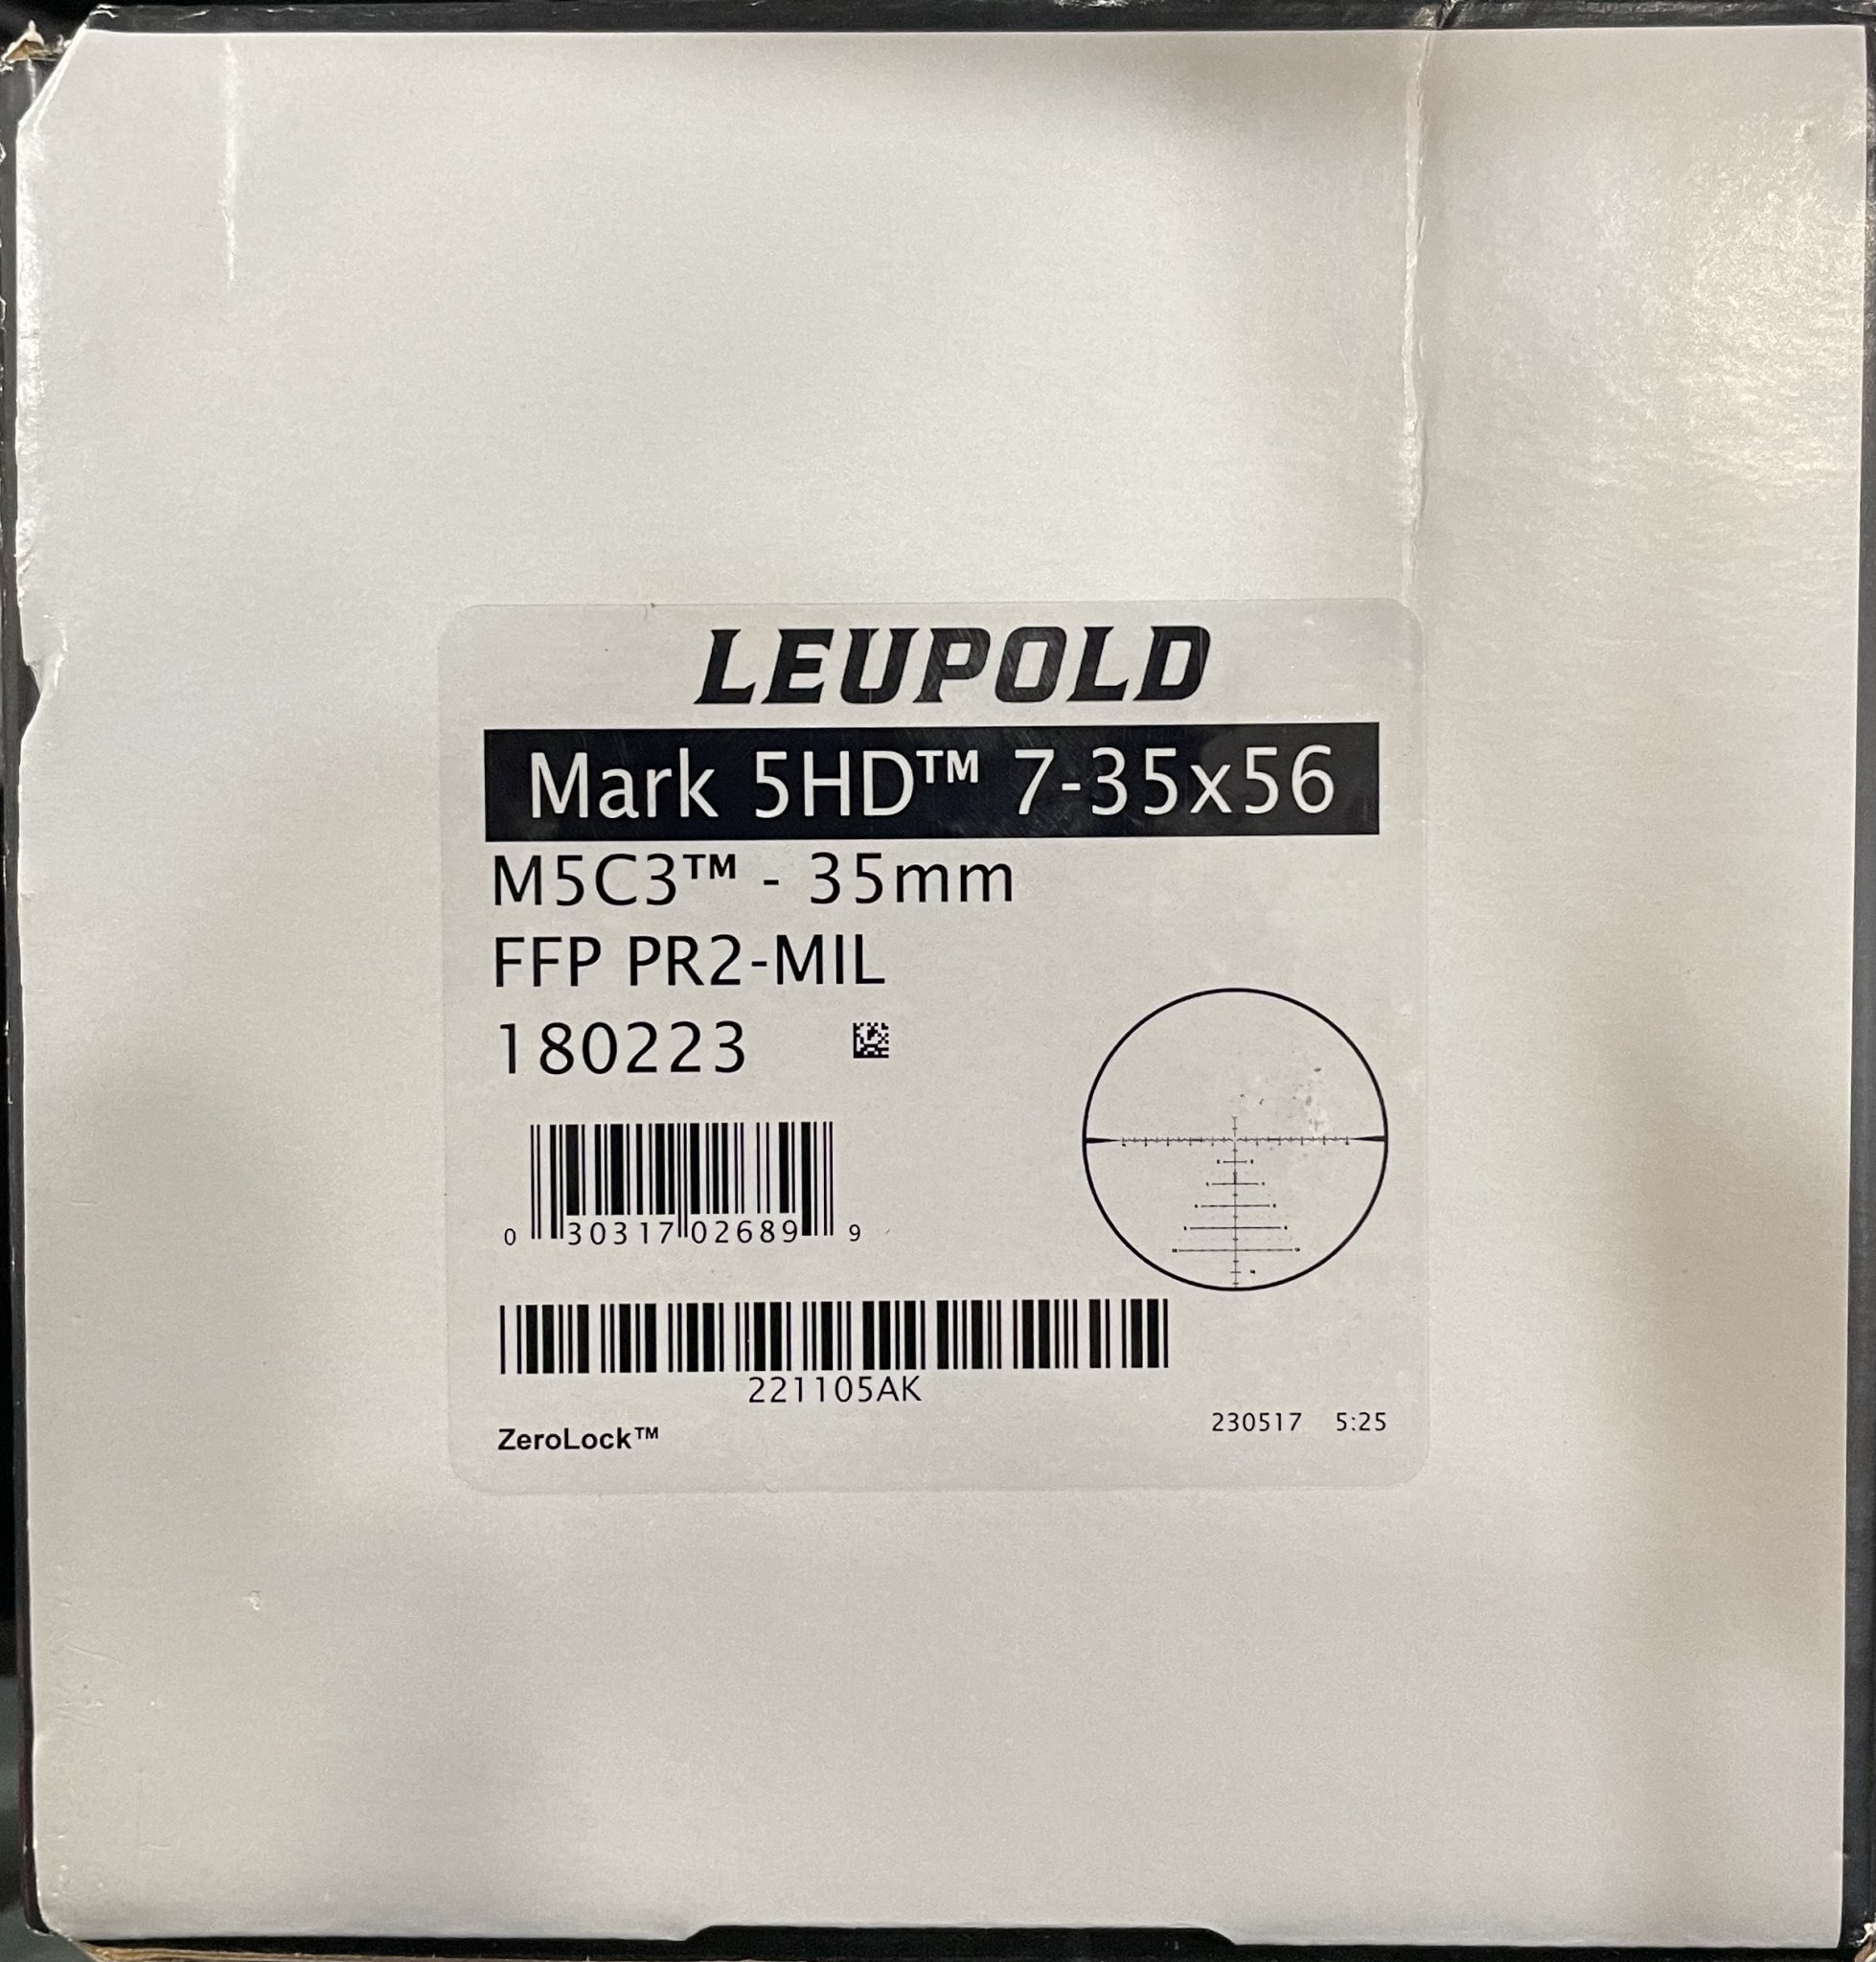 LEUPOLD
Mark 5HD™ 7-35x56
M5C3™ - 35mm
FFP PR2-MIL
180223
0 30317 02689 9
221105AK
ZeroLock™
230517 5:25